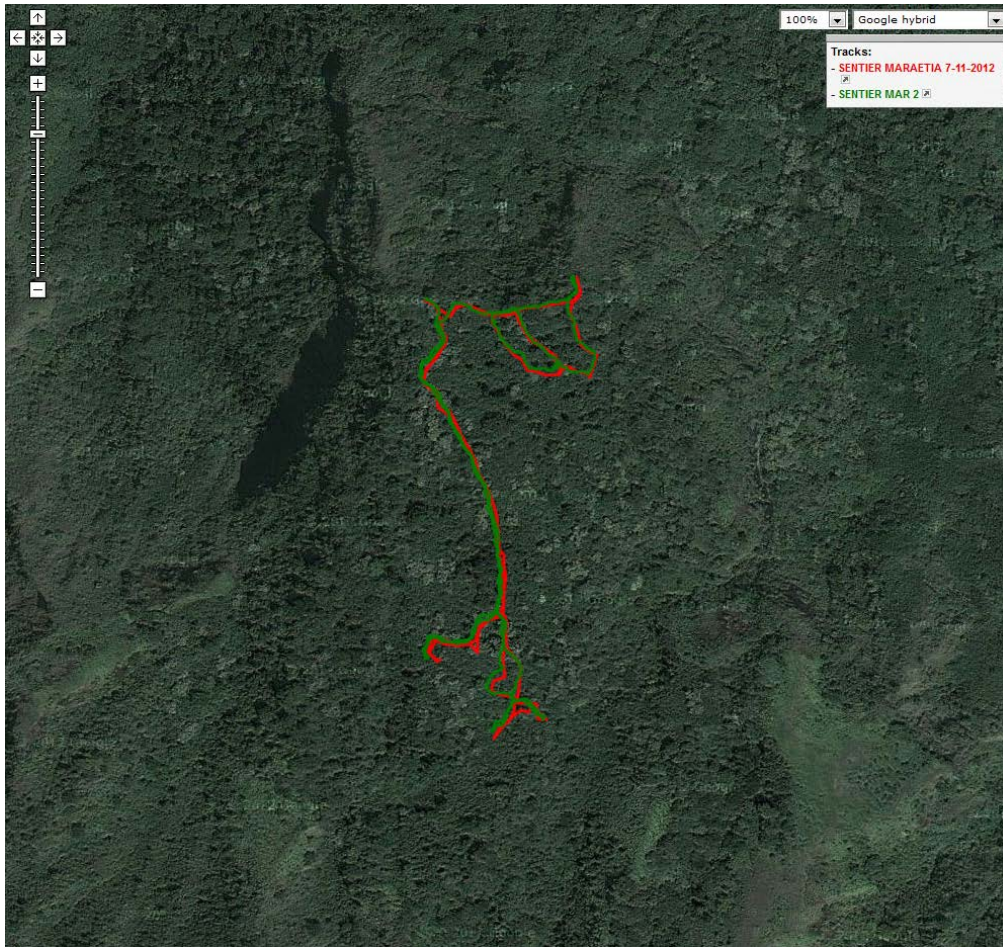 100%
Google hybrid
Tracks:
- SENTIER MARAETIA 7-11-2012
- SENTIER MAR 2